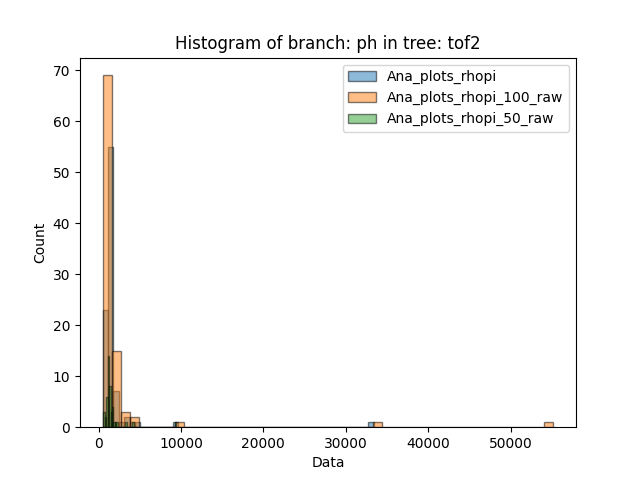 Histogram of branch: ph in tree: tof2
Ana_plots_rhopi
Ana_plots_rhopi_100_raw
Ana_plots_rhopi_50_raw
70
60
50
40
30
20
10
0
Count
0 10000 20000 30000 40000 50000
Data